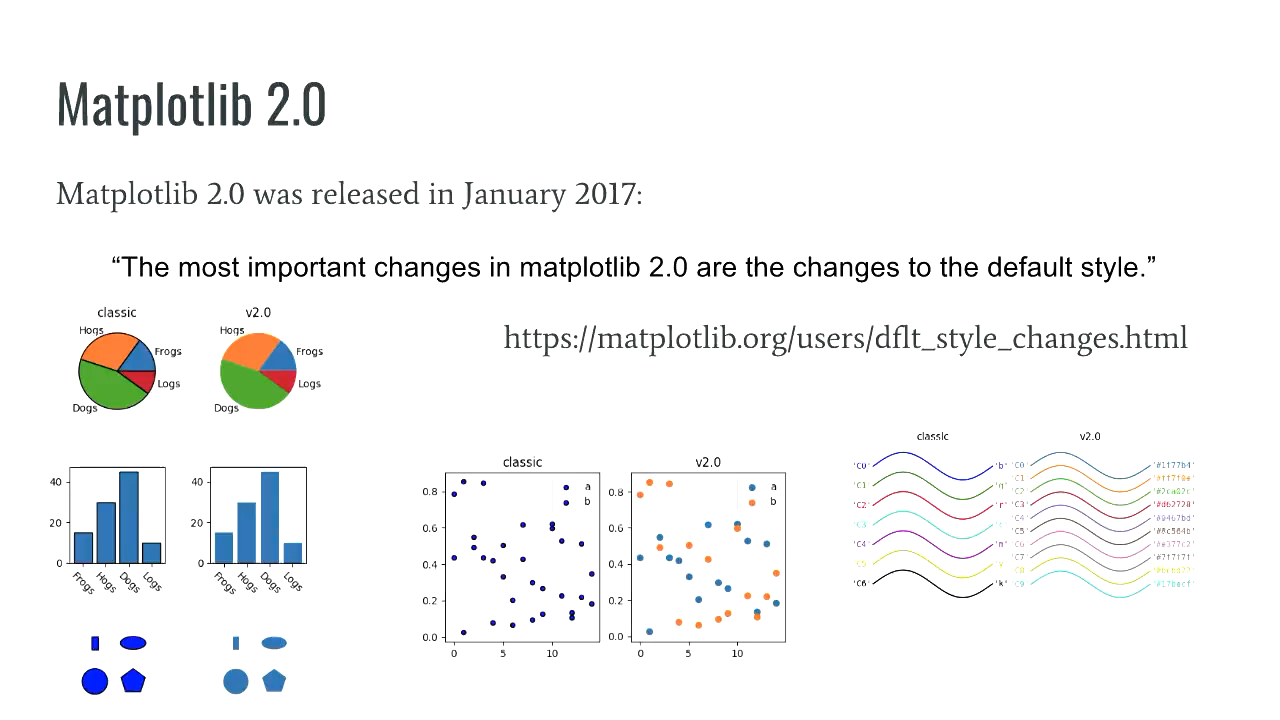 Matplotlib 2.0
Matplotlib 2.0 was released in January 2017:
“The most important changes in matplotlib 2.0 are the changes to the default style.”
https://matplotlib.org/users/dflt_style_changes.html
classic
v2.0
Hogs
Frogs
Logs
Dogs
Hogs
Frogs
Logs
Dogs
40
20
0
Frogs
Hogs
Dogs
Logs
40
20
0
Frogs
Hogs
Dogs
Logs
classic
v2.0
a
b
0.8
0.6
0.4
0.2
0.0
0
5
10
a
b
0.8
0.6
0.4
0.2
0.0
0
5
10
classic
v2.0
'C0' 'b'
'C1'
'C2' 'r'
'C3'
'C4'
'C5
'C6' 'k'
'C0' '#1f77b4'
'C1
'C2' '#2ca02c'
'C3' '#d62728'
'C4'
'C5'
'C6
'C7' '#7f7f7f'
'C8
'C9